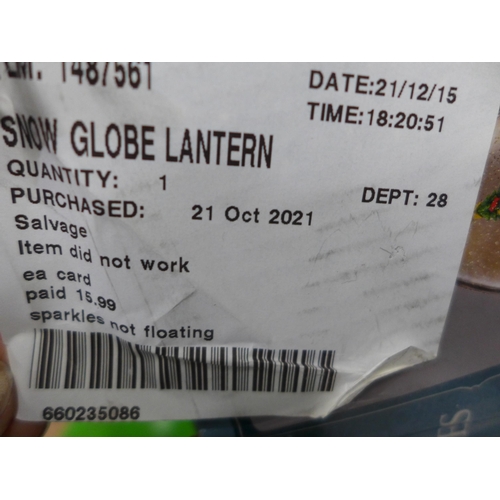 1487561
DATE:21/12/15
TIME:18:20:51
SNOW GLOBE LANTERN
QUANTITY: 1
DEPT: 28
PURCHASED: 21 Oct 2021
Salvage
Item did not work
ea card
paid 15.99
sparkles not floating
660235086